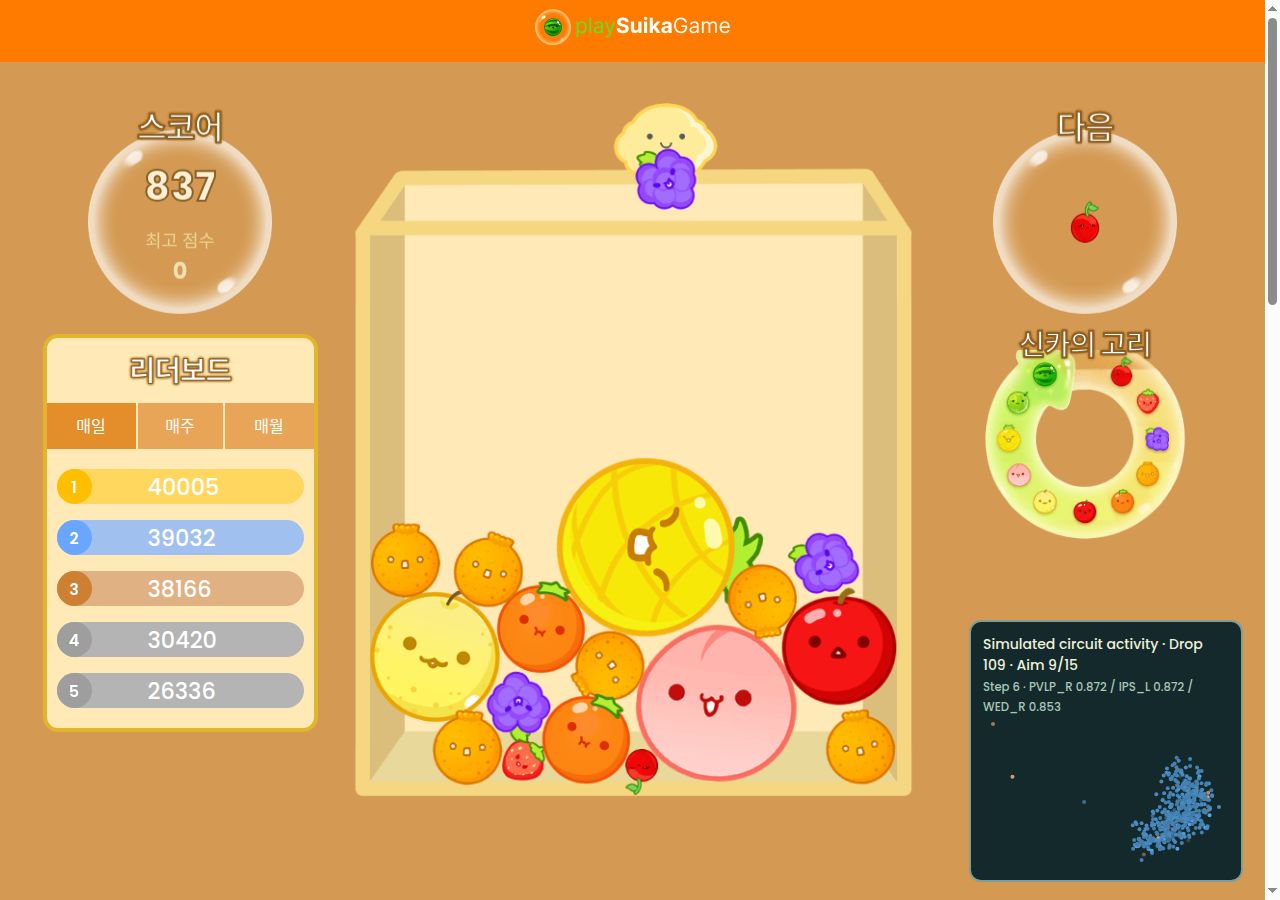 playSuikaGame
스코어
837
최고 점수
0
다음
신카의 고리
리더보드
매일 매주 매월
1 40005
2 39032
3 38166
4 30420
5 26336
Simulated circuit activity · Drop
109 · Aim 9/15
Step 6 · PVLP_R 0.872 / IPS_L 0.872 /
WED_R 0.853